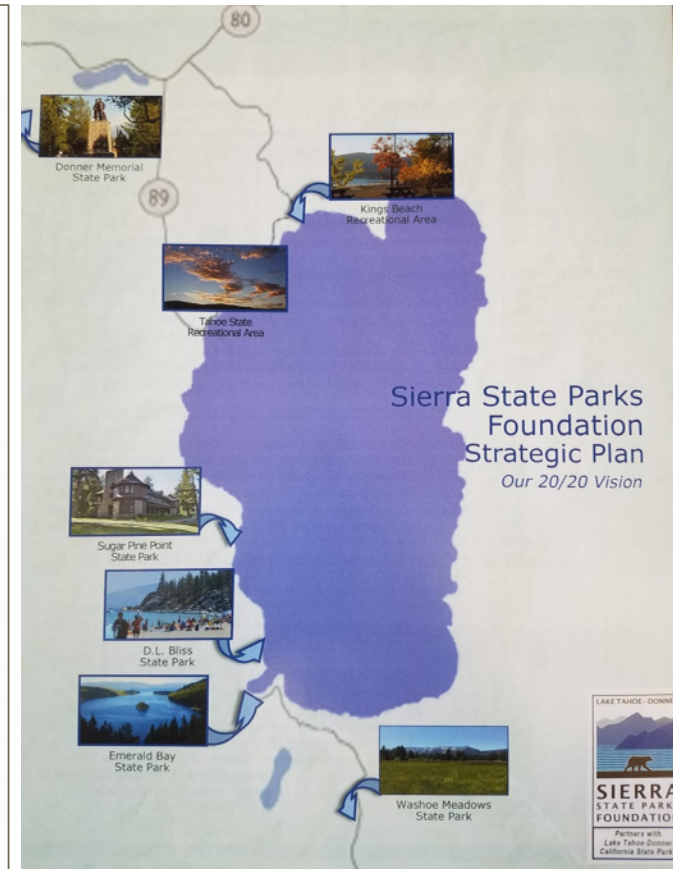 80
Donner Memorial
State Park
89
Kings Beach
Recreational Area
Tahoe State
Recreational Area
Sierra State Parks
Foundation
Strategic Plan
Our 20/20 Vision
Sugar Pine Point
State Park
D.L. Bliss
State Park
Emerald Bay
State Park
Washoe Meadows
State Park
LAKE TAHOE - DONNE
SIERRA
STATE PARK
FOUNDATION
Partners with
Lake Tahoe-Donner
California State Park